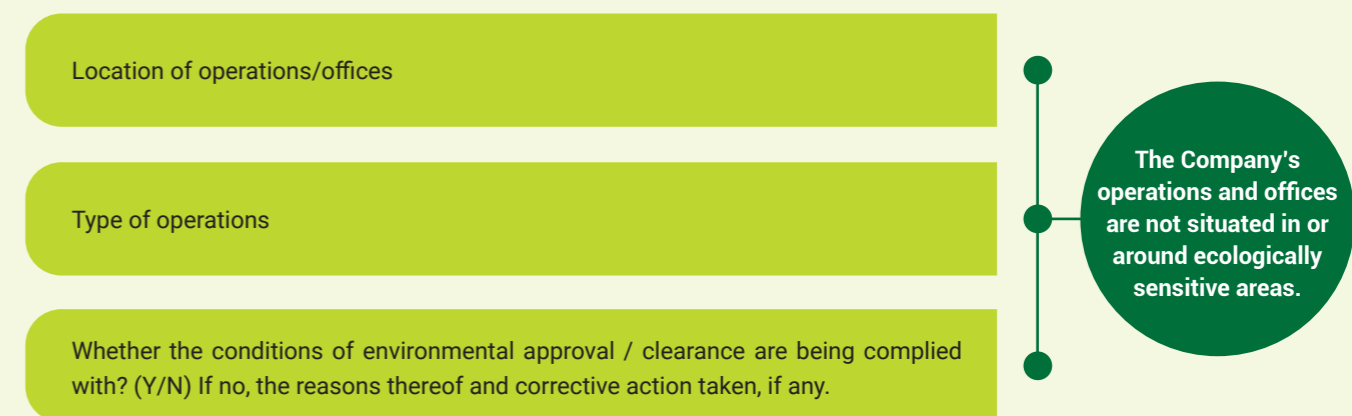 Location of operations/offices
Type of operations
Whether the conditions of environmental approval / clearance are being complied
with? (Y/N) If no, the reasons thereof and corrective action taken, if any.
The Company's
operations and offices
are not situated in or
around ecologically
sensitive areas.